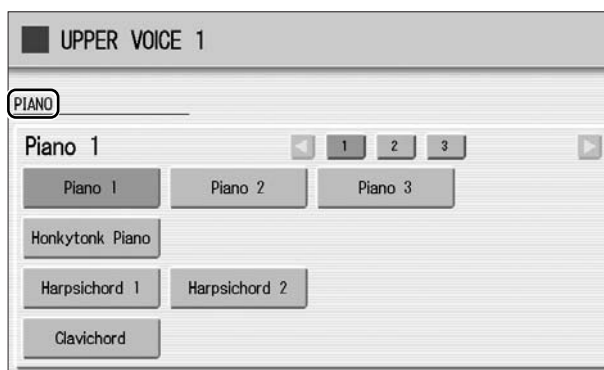 UPPER VOICE 1
PIANO
Piano 1 1 2 3
Piano 1 Piano 2 Piano 3
Honkytonk Piano
Harpsichord 1 Harpsichord 2
Clavichord